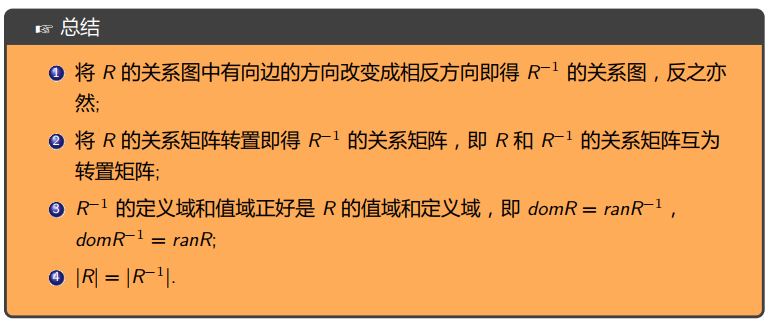 ☞ 总结
1 将 R 的关系图中有向边的方向改变成相反方向即得 R⁻¹ 的关系图，反之亦
然;
2 将 R 的关系矩阵转置即得 R⁻¹ 的关系矩阵，即 R 和 R⁻¹ 的关系矩阵互为
转置矩阵;
3 R⁻¹ 的定义域和值域正好是 R 的值域和定义域，即 domR = ranR⁻¹，
domR⁻¹ = ranR;
4 |R| = |R⁻¹|.